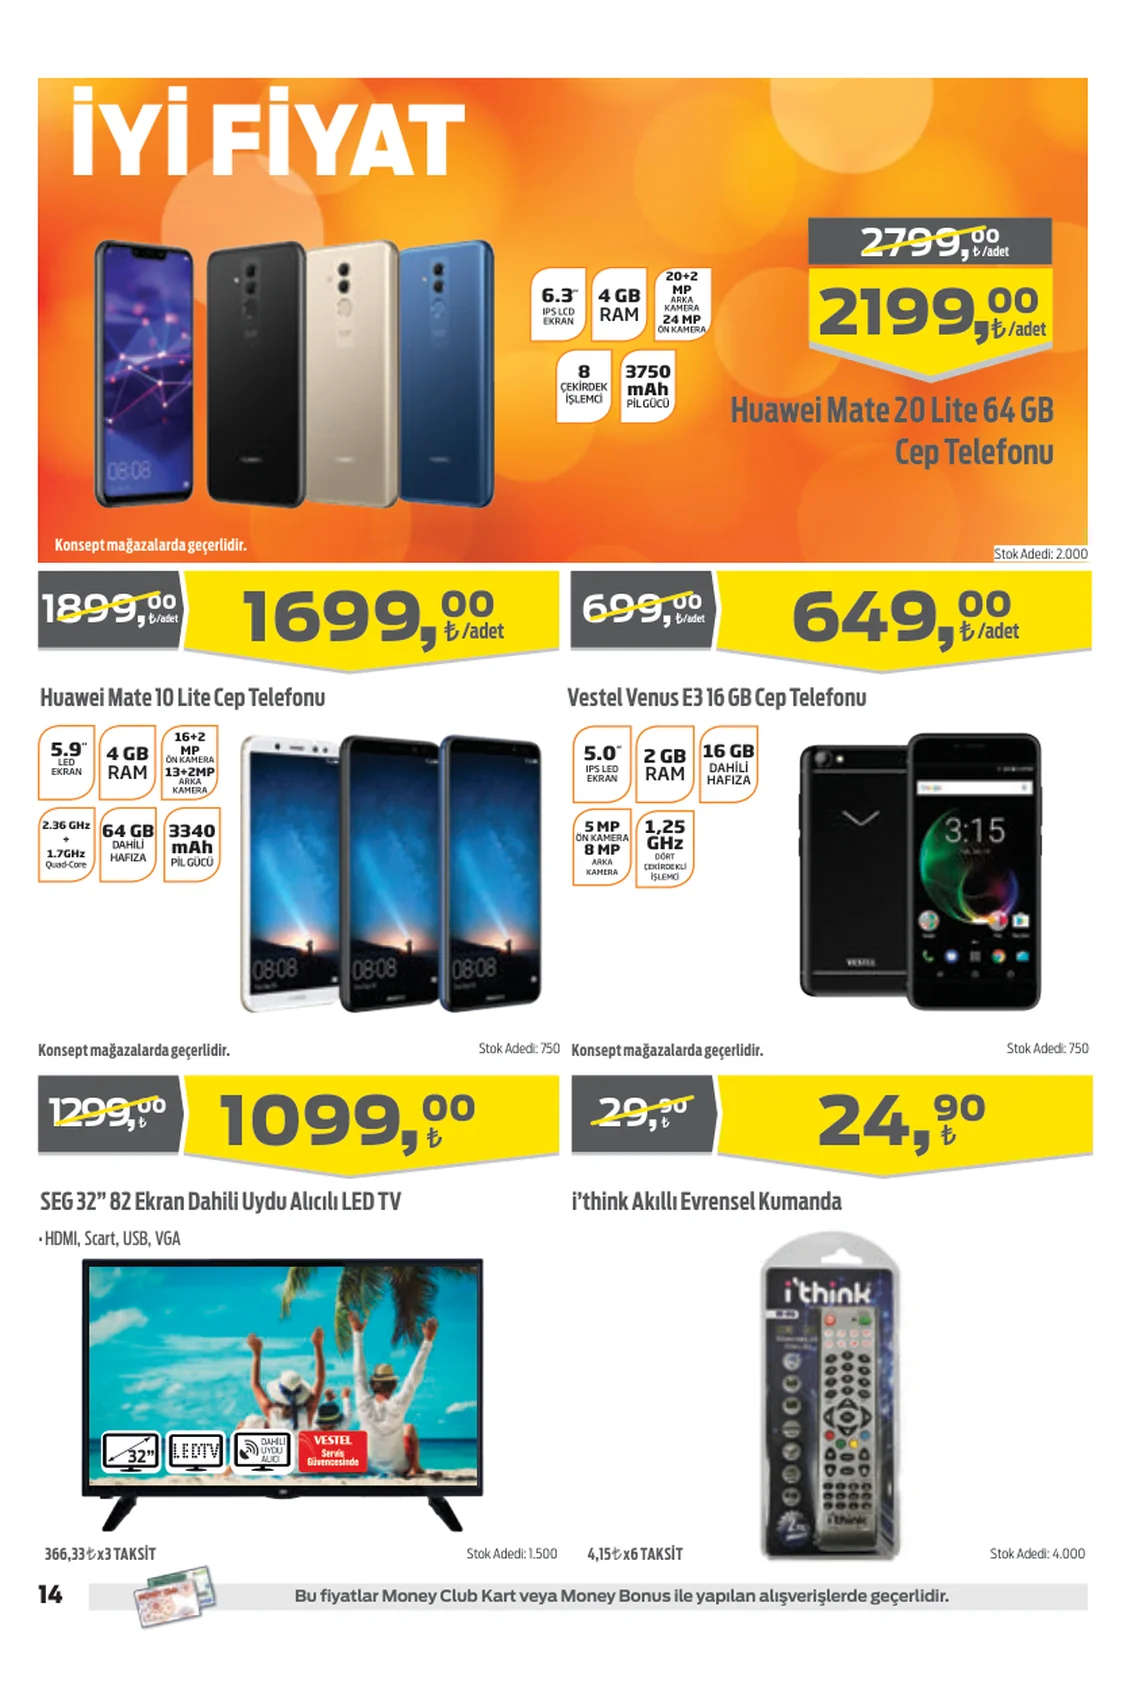 İYİ FİYAT
2799,00
₺/adet
2199,00
₺/adet
6.3"
IPS LCD
EKRAN
4 GB
RAM
20+2
MP
ARKA
KAMERA
24 MP
ÖN KAMERA
8
ÇEKİRDEK
İŞLEMCİ
3750
mAh
PİL GÜCÜ
Huawei Mate 20 Lite 64 GB
Cep Telefonu
08:08
Konsept mağazalarda geçerlidir.
Stok Adedi: 2.000
1899,00
₺/adet
1699,00
₺/adet
Huawei Mate 10 Lite Cep Telefonu
5.9"
LED
EKRAN
4 GB
RAM
16+2
MP
ÖN KAMERA
13+2MP
ARKA
KAMERA
2.36 GHz
+
1.7GHz
Quad-Core
64 GB
DAHİLİ
HAFIZA
3340
mAh
PİL GÜCÜ
08:08
08:08
08:08
Konsept mağazalarda geçerlidir.
Stok Adedi: 750
699,00
₺/adet
649,00
₺/adet
Vestel Venus E3 16 GB Cep Telefonu
5.0"
IPS LED
EKRAN
2 GB
RAM
16 GB
DAHİLİ
HAFIZA
5 MP
ÖN KAMERA
8 MP
ARKA
KAMERA
1,25
GHz
DÖRT
ÇEKİRDEKLİ
İŞLEMCİ
3:15
VESTEL
Konsept mağazalarda geçerlidir.
Stok Adedi: 750
1299,00
₺
1099,00
₺
SEG 32” 82 Ekran Dahili Uydu Alıcılı LED TV
• HDMI, Scart, USB, VGA
32”
LEDTV
DAHİLİ
UYDU
ALICI
VESTEL
Servis
Güvencesinde
366,33₺x3 TAKSİT
Stok Adedi: 1.500
29,90
₺
24,90
₺
i’think Akıllı Evrensel Kumanda
i'think
i'think
4,15₺x6 TAKSİT
Stok Adedi: 4.000
14
Bu fiyatlar Money Club Kart veya Money Bonus ile yapılan alışverişlerde geçerlidir.